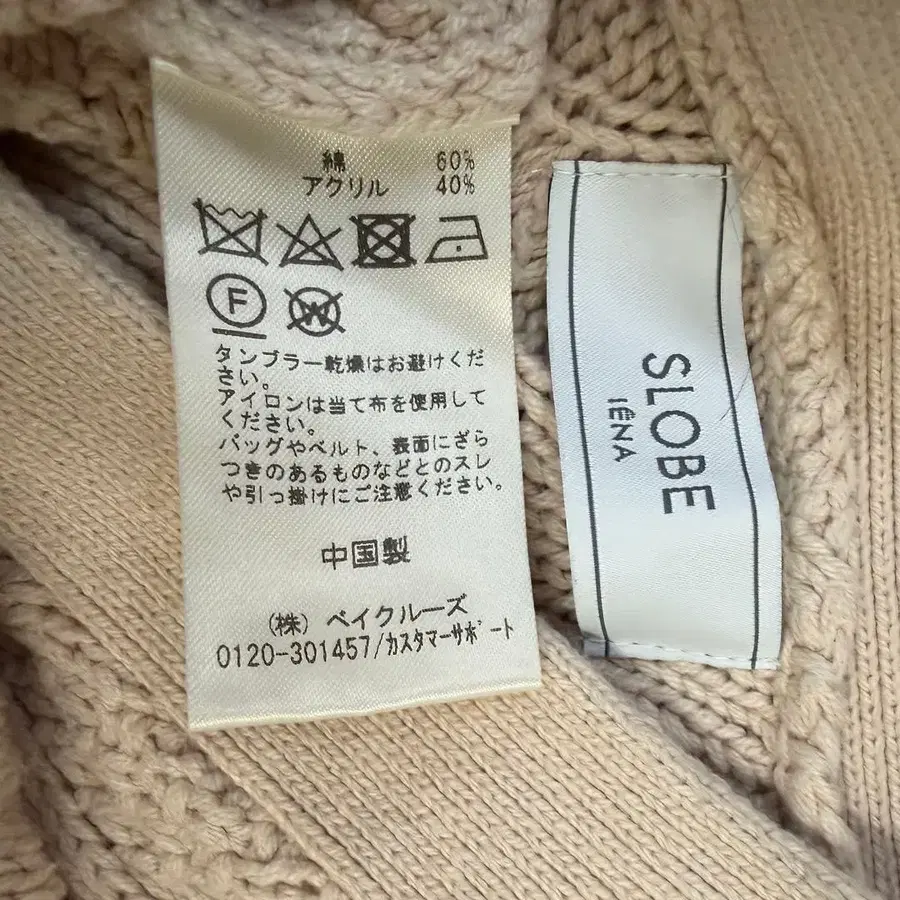 綿 60%
アクリル 40%
F
W
タンブラー乾燥はお避けくだ
さい。
アイロンは当て布を使用して
ください。
バッグやベルト、表面にざら
つきのあるものなどとのスレ
や引っ掛けにご注意ください。
中国製
(株) ベイクルーズ
0120-301457/カスタマーサポート
SLOBE
IÉNA